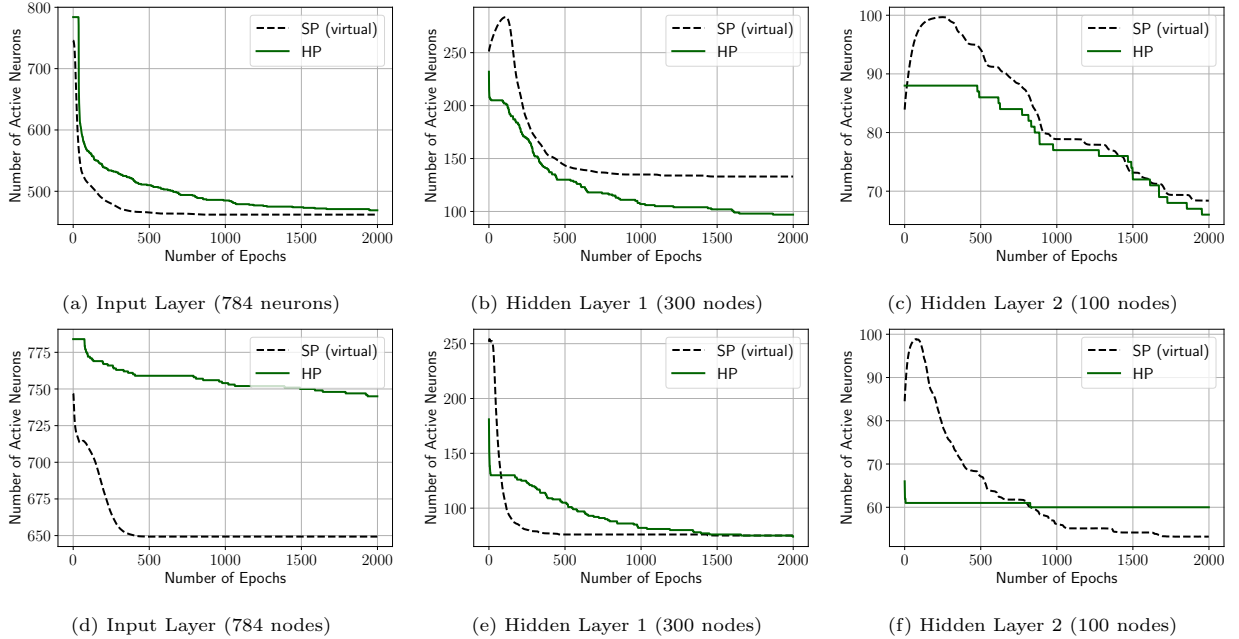 800
700
600
500
0
500
1000
1500
2000
Number of Active Neurons
Number of Epochs
SP (virtual)
HP
(a) Input Layer (784 neurons)
250
200
150
100
0
500
1000
1500
2000
Number of Active Neurons
Number of Epochs
SP (virtual)
HP
(b) Hidden Layer 1 (300 nodes)
100
90
80
70
0
500
1000
1500
2000
Number of Active Neurons
Number of Epochs
SP (virtual)
HP
(c) Hidden Layer 2 (100 nodes)
775
750
725
700
675
650
0
500
1000
1500
2000
Number of Active Neurons
Number of Epochs
SP (virtual)
HP
(d) Input Layer (784 nodes)
250
200
150
100
0
500
1000
1500
2000
Number of Active Neurons
Number of Epochs
SP (virtual)
HP
(e) Hidden Layer 1 (300 nodes)
100
90
80
70
60
0
500
1000
1500
2000
Number of Active Neurons
Number of Epochs
SP (virtual)
HP
(f) Hidden Layer 2 (100 nodes)